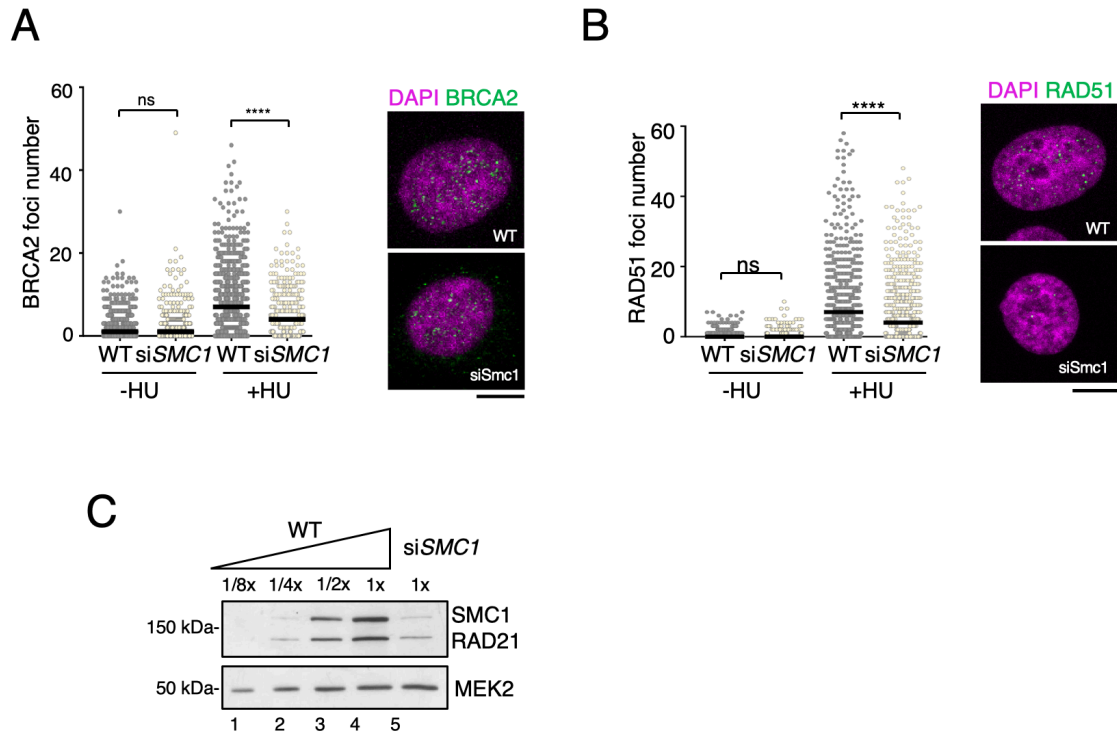 A
60
40
20
0
BRCA2 foci number
ns
****
WT siSMC1 WT siSMC1
-HU +HU
DAPI BRCA2
WT
siSmc1
B
60
40
20
0
RAD51 foci number
ns
****
WT siSMC1 WT siSMC1
-HU +HU
DAPI RAD51
WT
siSmc1
C
WT siSMC1
1/8x 1/4x 1/2x 1x 1x
150 kDa-
SMC1
RAD21
50 kDa-
MEK2
1 2 3 4 5